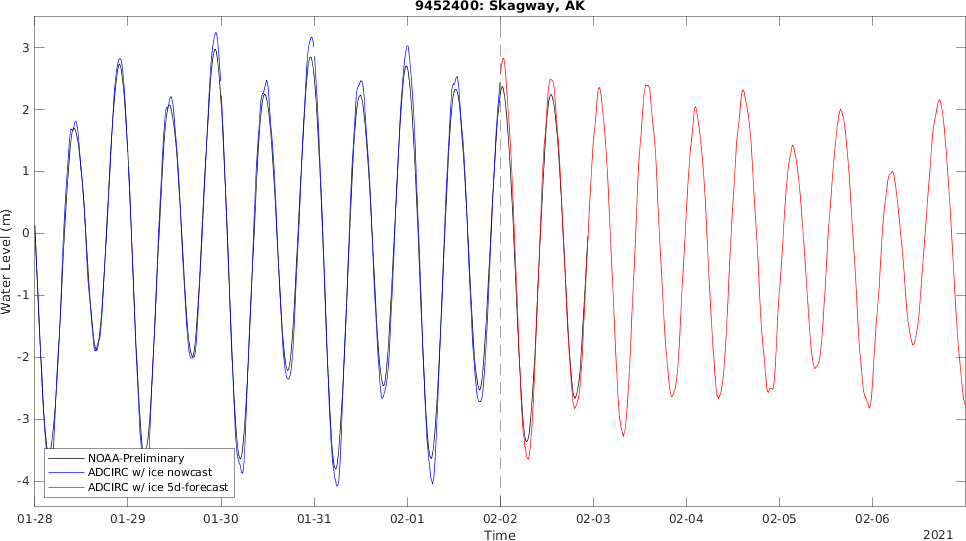 9452400: Skagway, AK
3
2
1
0
-1
-2
-3
-4
Water Level (m)
NOAA-Preliminary
ADCIRC w/ ice nowcast
ADCIRC w/ ice 5d-forecast
01-28 01-29 01-30 01-31 02-01 02-02 02-03 02-04 02-05 02-06
Time
2021